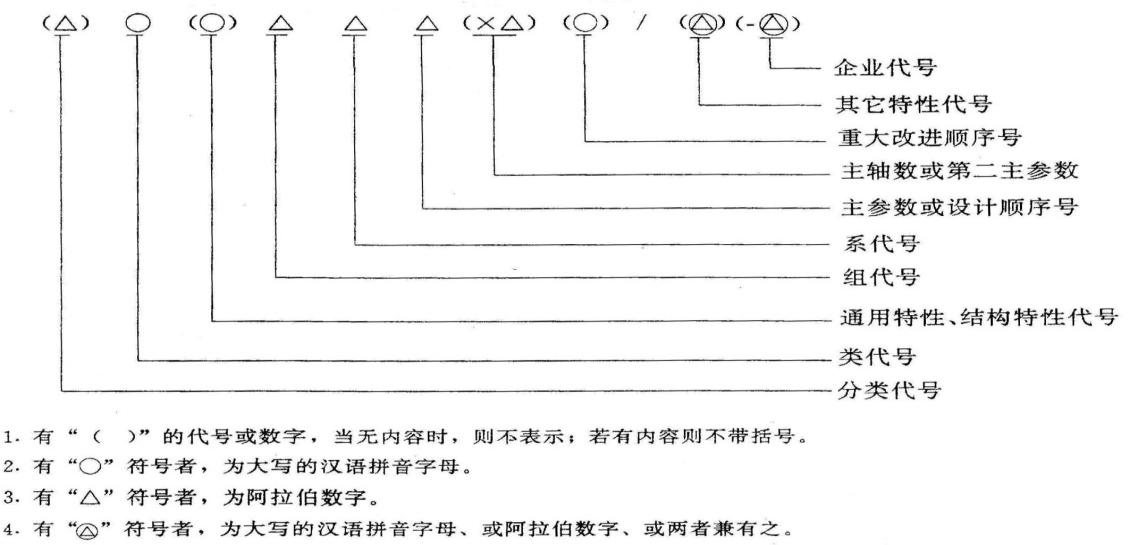 (△) ○ (○) △ △ △ (×△) (○) / (◬) (-◬)
企业代号
其它特性代号
重大改进顺序号
主轴数或第二主参数
主参数或设计顺序号
系代号
组代号
通用特性、结构特性代号
类代号
分类代号
1. 有“（ ）”的代号或数字，当无内容时，则不表示；若有内容则不带括号。
2. 有“○”符号者，为大写的汉语拼音字母。
3. 有“△”符号者，为阿拉伯数字。
4. 有“◬”符号者，为大写的汉语拼音字母、或阿拉伯数字、或两者兼有之。